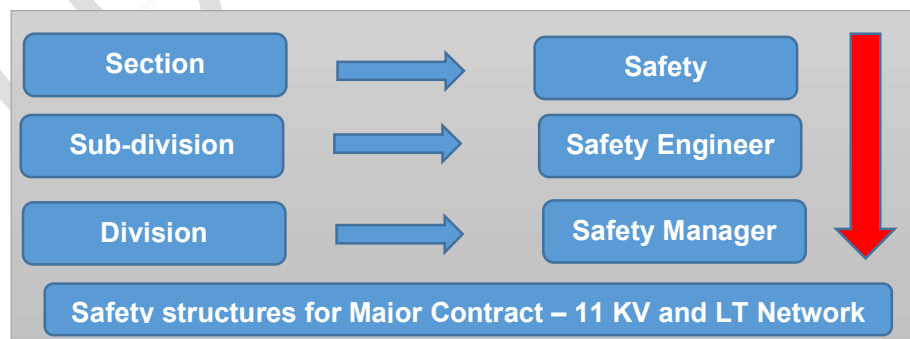 Section
Safety
Sub-division
Safety Engineer
Division
Safety Manager
Safety structures for Major Contract – 11 KV and LT Network